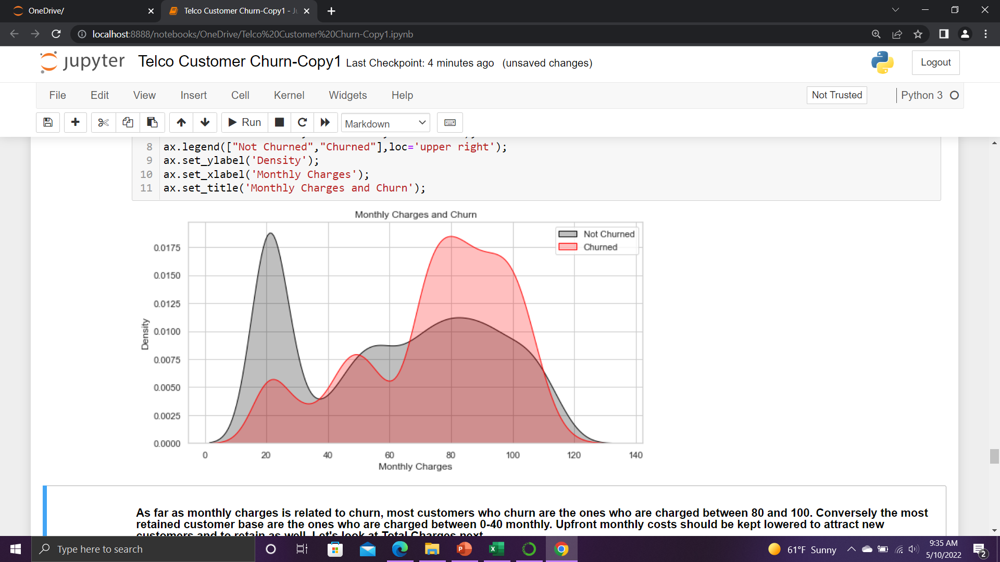 OneDrive/
Telco Customer Churn-Copy1 - Ju
localhost:8888/notebooks/OneDrive/Telco%20Customer%20Churn-Copy1.ipynb
jupyter Telco Customer Churn-Copy1 Last Checkpoint: 4 minutes ago (unsaved changes)
Logout
File Edit View Insert Cell Kernel Widgets Help
Not Trusted
Python 3
Run
Markdown
8 ax.legend(["Not Churned","Churned"],loc='upper right');
9 ax.set_ylabel('Density');
10 ax.set_xlabel('Monthly Charges');
11 ax.set_title('Monthly Charges and Churn');
Monthly Charges and Churn
Not Churned
Churned
0.0175
0.0150
0.0125
0.0100
0.0075
0.0050
0.0025
0.0000
Density
0 20 40 60 80 100 120 140
Monthly Charges
As far as monthly charges is related to churn, most customers who churn are the ones who are charged between 80 and 100. Conversely the most
retained customer base are the ones who are charged between 0-40 monthly. Upfront monthly costs should be kept lowered to attract new
customers and to retain as well. Let's look at Total Charges next.
Type here to search
61°F Sunny
9:35 AM
5/10/2022
2